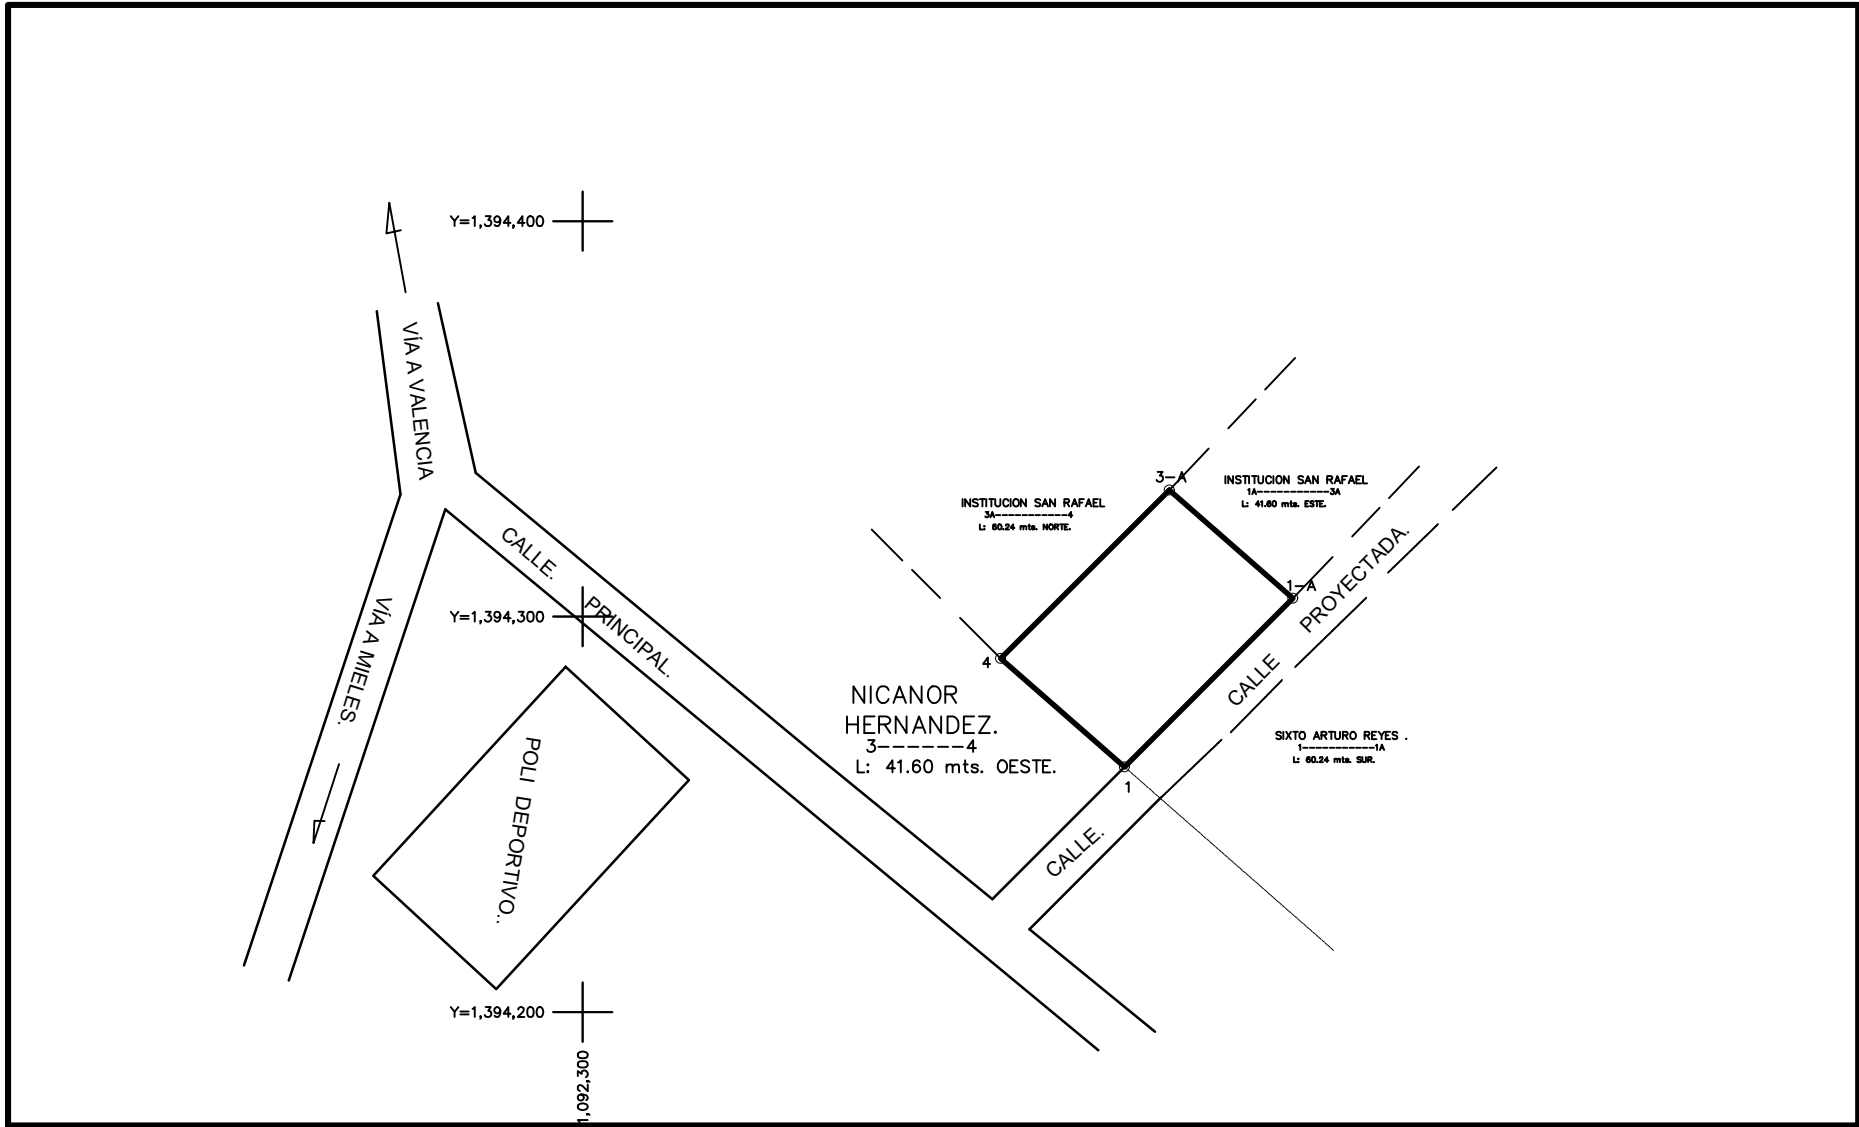 Y=1,394,400
VÍA A VALENCIA
3-A
INSTITUCION SAN RAFAEL
1A-----------3A
L: 41.60 mts. ESTE.
INSTITUCION SAN RAFAEL
3A-----------4
L: 60.24 mts. NORTE.
CALLE.
PRINCIPAL.
1-A
CALLE PROYECTADA.
Y=1,394,300
VÍA A MIELES.
4
NICANOR
HERNANDEZ.
3------4
L: 41.60 mts. OESTE.
SIXTO ARTURO REYES .
1-----------1A
L: 60.24 mts. SUR.
1
POLI DEPORTIVO..
CALLE.
Y=1,394,200
1,092,300